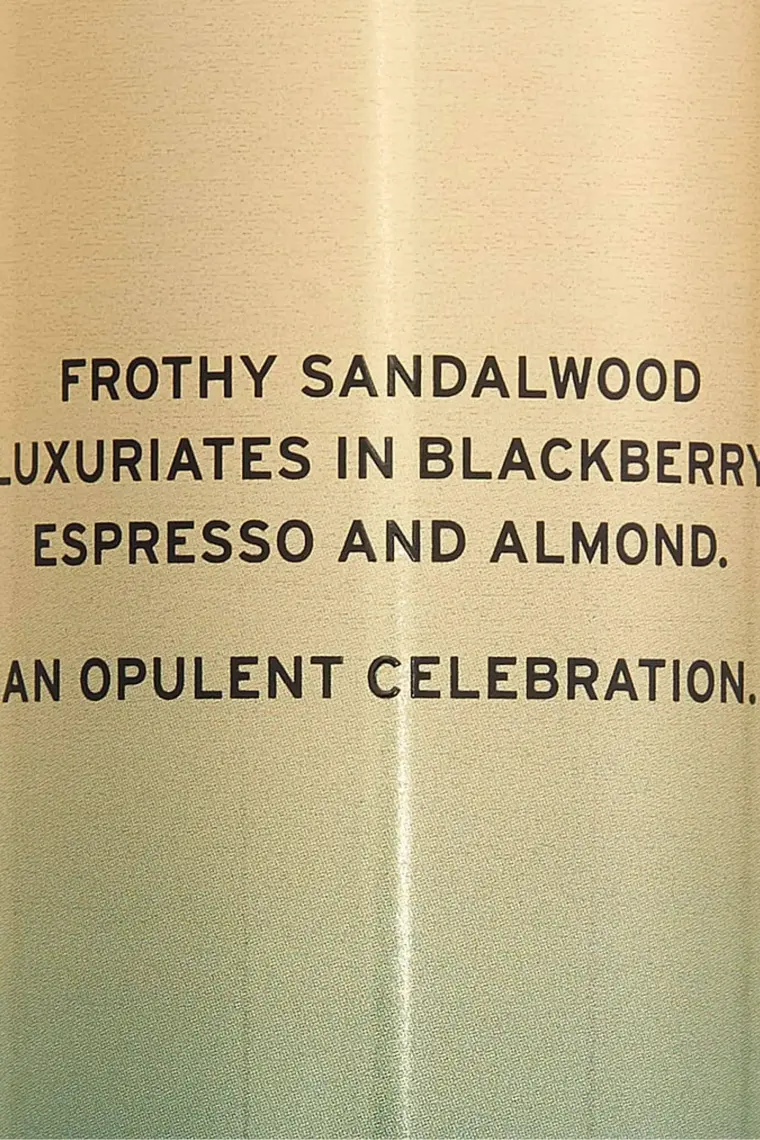 FROTHY SANDALWOOD
LUXURIATES IN BLACKBERRY
ESPRESSO AND ALMOND.
AN OPULENT CELEBRATION.